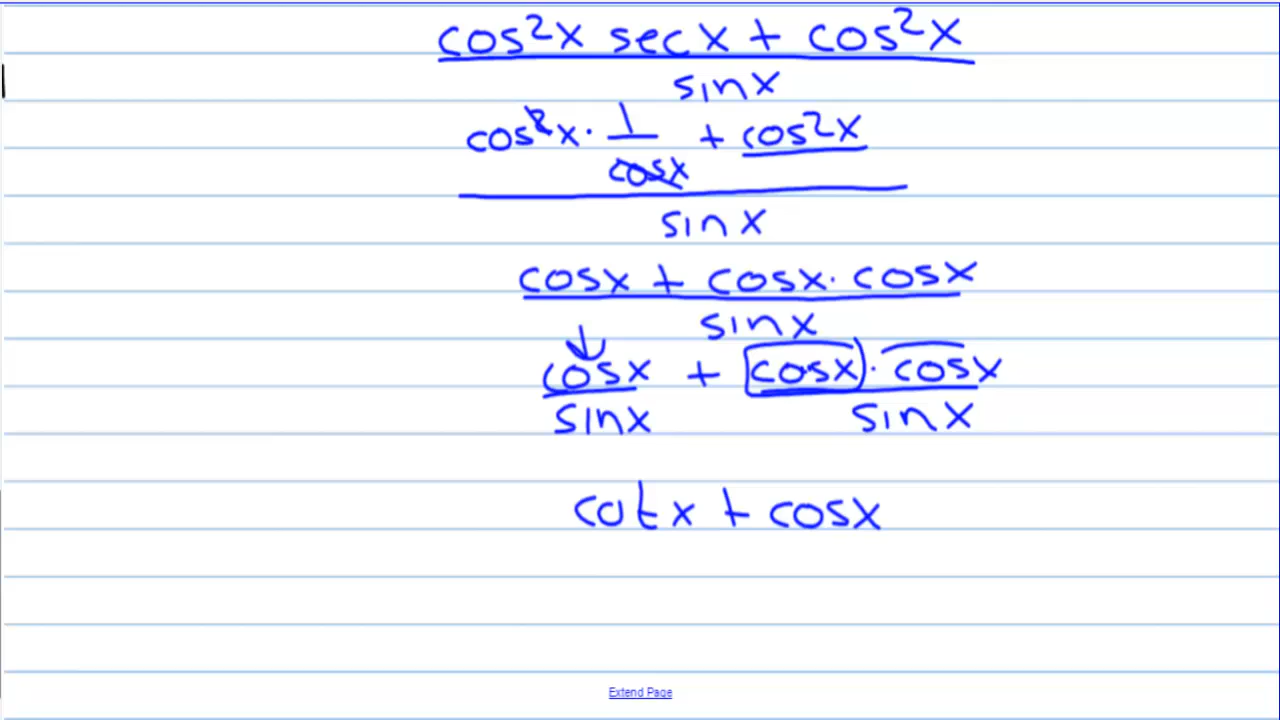 cos²x secx + cos²x
sinx
cos²x · 1 + cos²x
cosx
sinx
cosx + cosx · cosx
sinx
cosx + cosx · cosx
sinx sinx
cotx + cosx
Extend Page